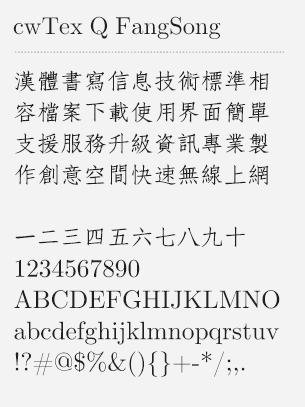 cwTex Q FangSong
漢體書寫信息技術標準相
容檔案下載使用界面簡單
支援服務升級資訊專業製
作創意空間快速無線上網
一二三四五六七八九十
1234567890
ABCDEFGHIJKLMNO
abcdefghijklmnopqrstuv
!?#@$%&(){}+-*/;,.